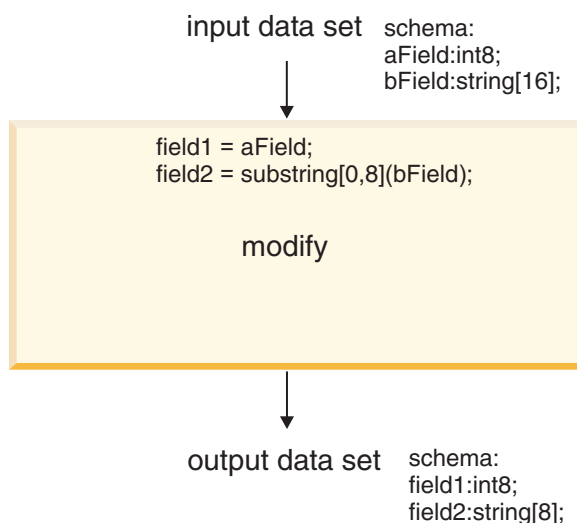 input data set
schema:
aField:int8;
bField:string[16];
field1 = aField;
field2 = substring[0,8](bField);
modify
output data set
schema:
field1:int8;
field2:string[8];